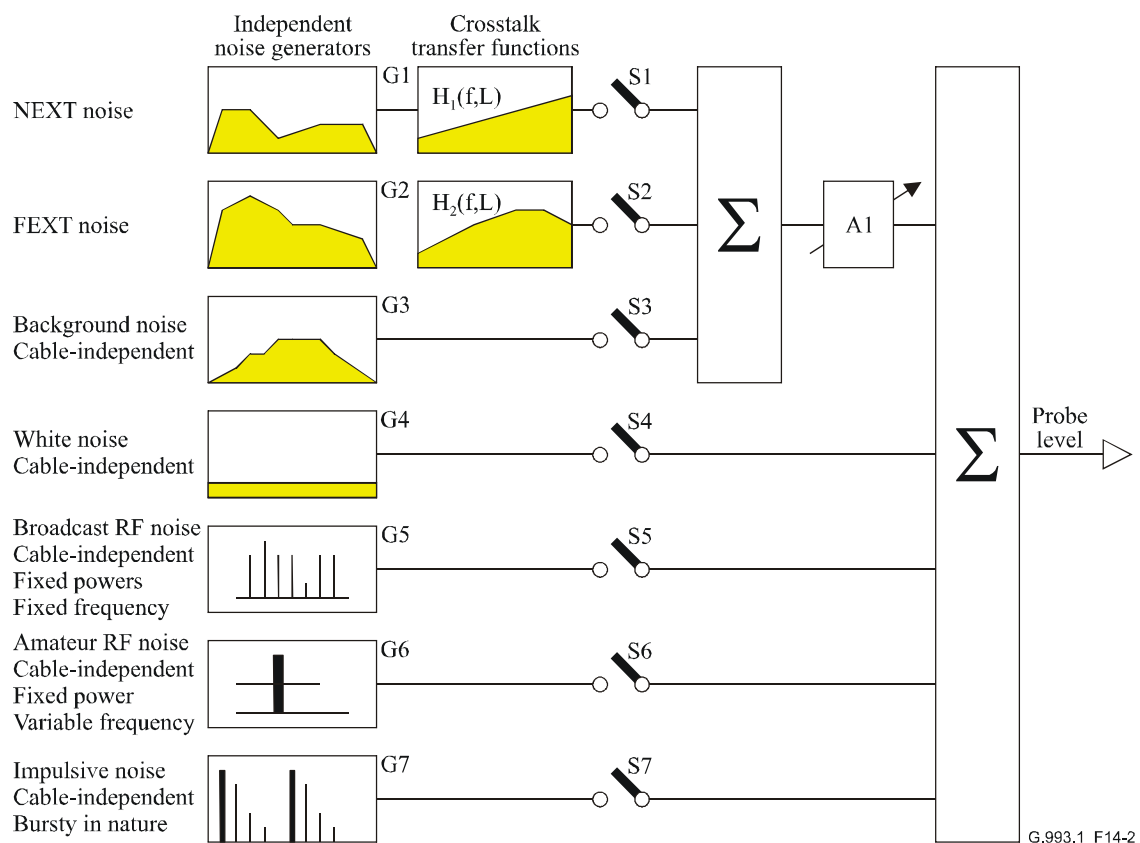 Independent
noise generators
Crosstalk
transfer functions
NEXT noise
G1
H1(f,L)
S1
FEXT noise
G2
H2(f,L)
S2
Σ
A1
Background noise
Cable-independent
G3
S3
White noise
Cable-independent
G4
S4
Σ
Probe
level
Broadcast RF noise
Cable-independent
Fixed powers
Fixed frequency
G5
S5
Amateur RF noise
Cable-independent
Fixed power
Variable frequency
G6
S6
Impulsive noise
Cable-independent
Bursty in nature
G7
S7
G.993.1_F14-2